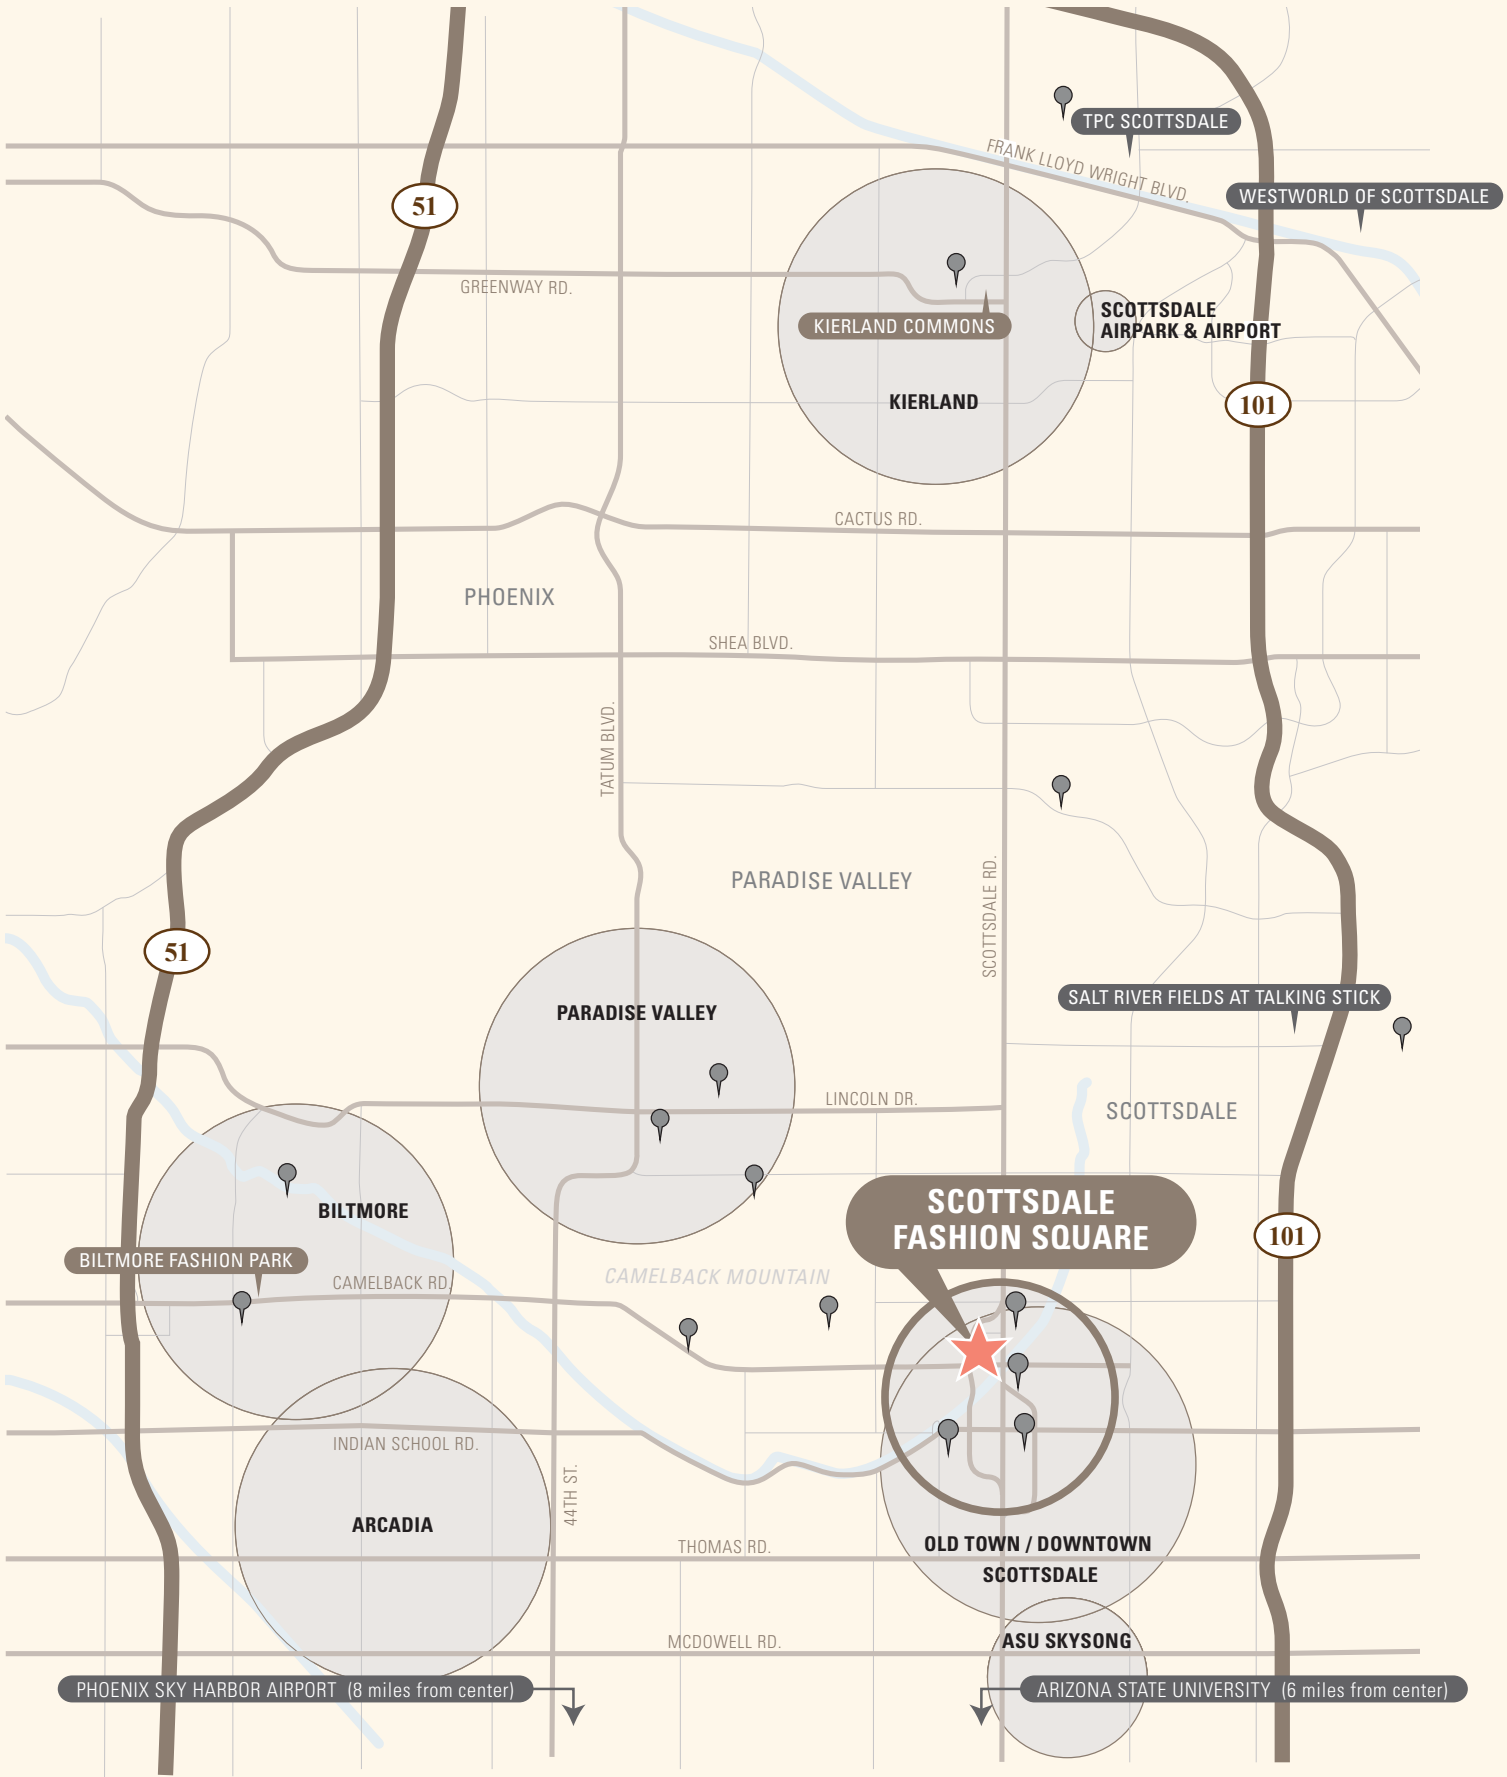 TPC SCOTTSDALE
FRANK LLOYD WRIGHT BLVD.
WESTWORLD OF SCOTTSDALE
51
GREENWAY RD.
KIERLAND COMMONS
SCOTTSDALE
AIRPARK & AIRPORT
KIERLAND
101
CACTUS RD.
PHOENIX
SHEA BLVD.
TATUM BLVD.
PARADISE VALLEY
SCOTTSDALE RD.
51
SALT RIVER FIELDS AT TALKING STICK
PARADISE VALLEY
LINCOLN DR.
SCOTTSDALE
BILTMORE
SCOTTSDALE
FASHION SQUARE
101
BILTMORE FASHION PARK
CAMELBACK RD.
CAMELBACK MOUNTAIN
INDIAN SCHOOL RD.
44TH ST.
ARCADIA
OLD TOWN / DOWNTOWN
SCOTTSDALE
THOMAS RD.
MCDOWELL RD.
ASU SKYSONG
PHOENIX SKY HARBOR AIRPORT (8 miles from center)
ARIZONA STATE UNIVERSITY (6 miles from center)